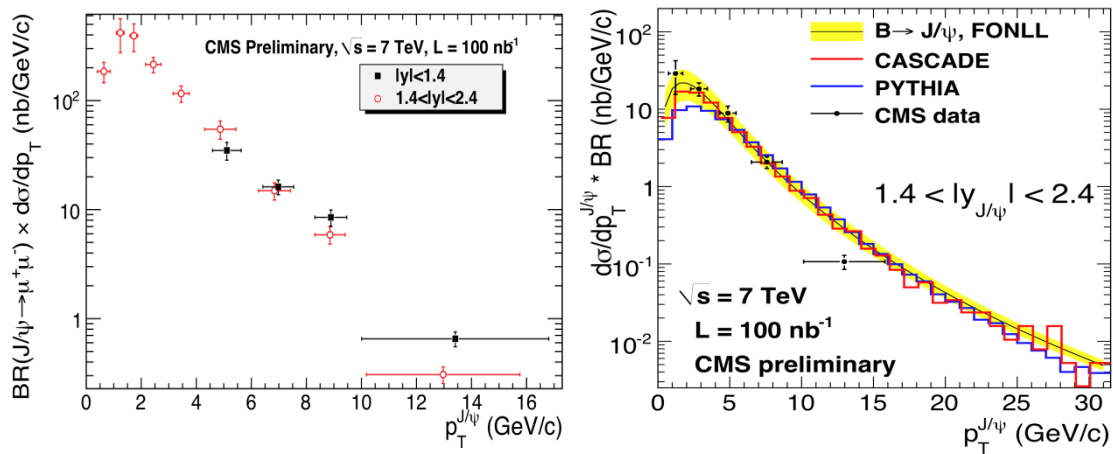 BR(J/ψ→μ⁺μ⁻) × dσ/dp_T (nb/GeV/c)
10²
10
1
CMS Preliminary, √s = 7 TeV, L = 100 nb⁻¹
|y|<1.4
1.4<|y|<2.4
0 2 4 6 8 10 12 14 16
p_T^{J/ψ} (GeV/c)
dσ/dp_T^{J/ψ} * BR (nb/GeV/c)
10²
10
1
10⁻¹
10⁻²
B→ J/ψ, FONLL
CASCADE
PYTHIA
CMS data
1.4 < |y_{J/ψ}| < 2.4
√s = 7 TeV
L = 100 nb⁻¹
CMS preliminary
0 5 10 15 20 25 30
p_T^{J/ψ} (GeV/c)